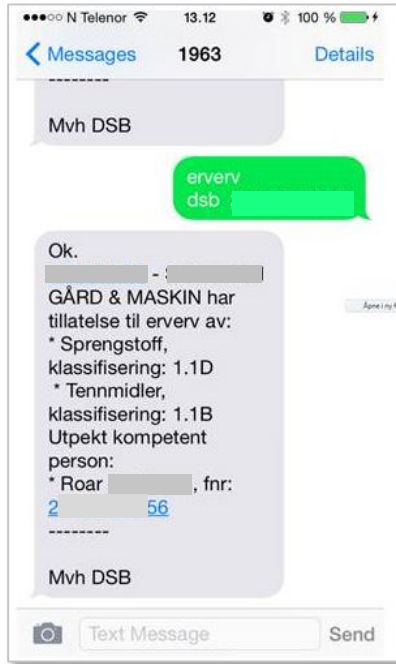 N Telenor 13.12 100 %
Messages 1963 Details
--------
Mvh DSB
erverv
dsb
Ok.
-
GÅRD & MASKIN har
tillatelse til erverv av:
* Sprengstoff,
klassifisering: 1.1D
* Tennmidler,
klassifisering: 1.1B
Utpekt kompetent
person:
* Roar , fnr:
2 56
--------
Mvh DSB
Text Message Send